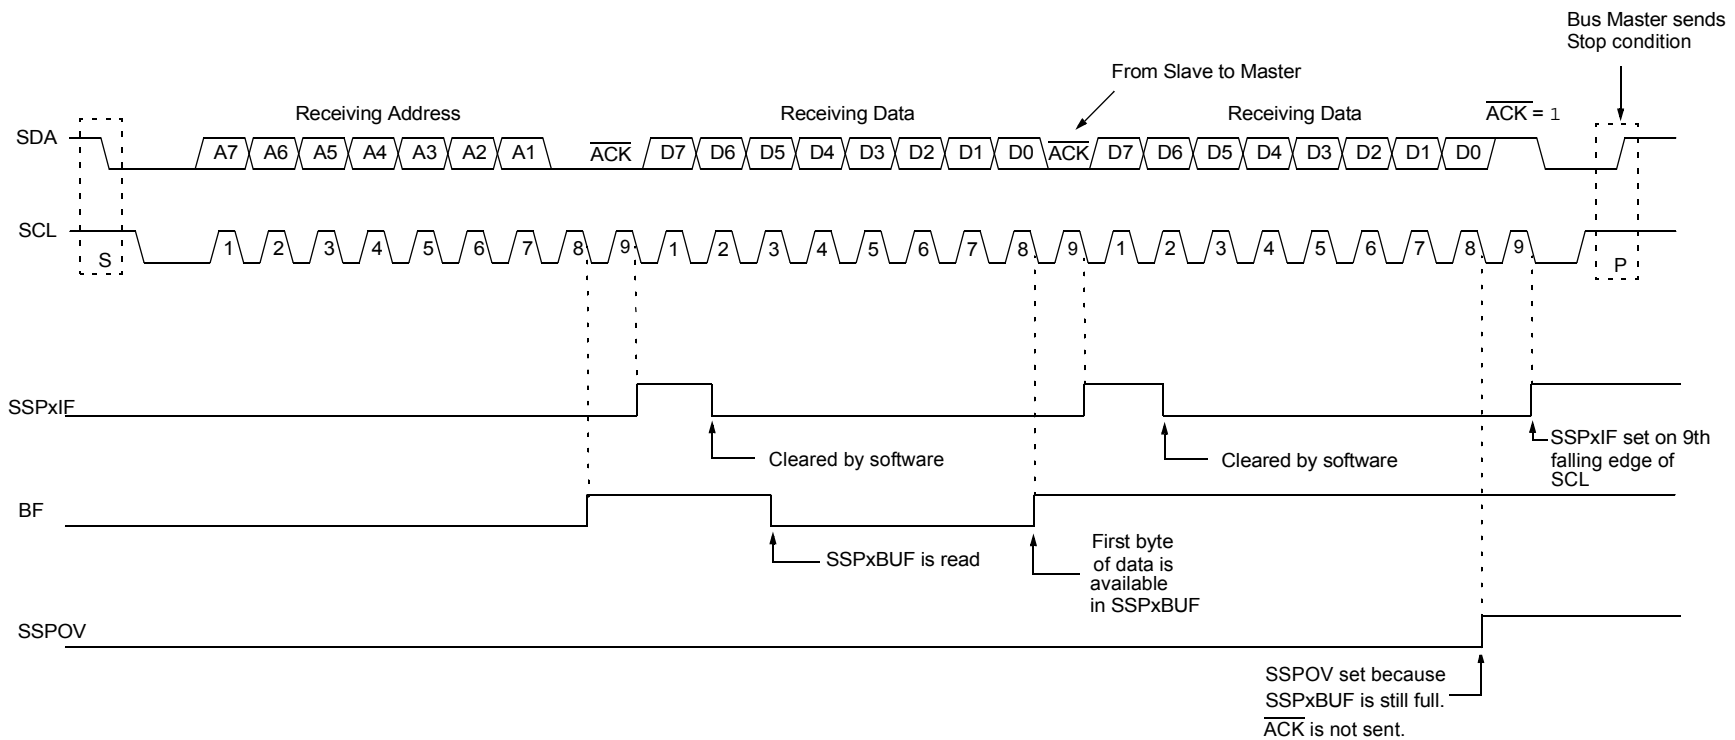 Bus Master sends
Stop condition
From Slave to Master
Receiving Address
Receiving Data
Receiving Data
ACK = 1
SDA
A7 A6 A5 A4 A3 A2 A1 ACK D7 D6 D5 D4 D3 D2 D1 D0 ACK D7 D6 D5 D4 D3 D2 D1 D0
SCL
S 1 2 3 4 5 6 7 8 9 1 2 3 4 5 6 7 8 9 1 2 3 4 5 6 7 8 9 P
SSPxIF
Cleared by software
Cleared by software
SSPxIF set on 9th
falling edge of
SCL
BF
SSPxBUF is read
First byte
of data is
available
in SSPxBUF
SSPOV
SSPOV set because
SSPxBUF is still full.
ACK is not sent.